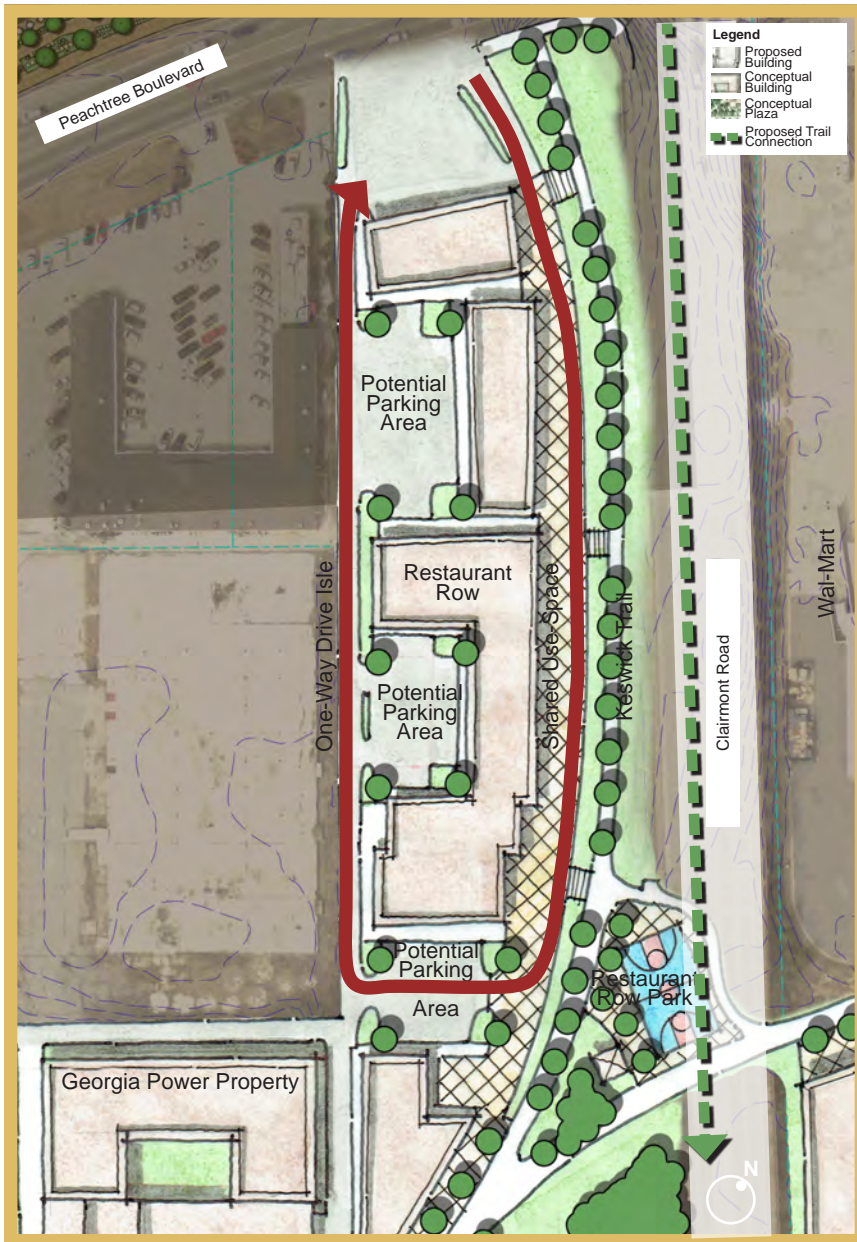 Legend
Proposed
Building
Conceptual
Building
Conceptual
Plaza
Proposed Trail
Connection
Peachtree Boulevard
Potential
Parking
Area
Restaurant
Row
One-Way Drive Isle
Shared Use-Space
Keswick Trail
Wal-Mart
Potential
Parking
Area
Clairmont Road
Potential
Parking
Area
Restaurant
Row Park
Georgia Power Property
N